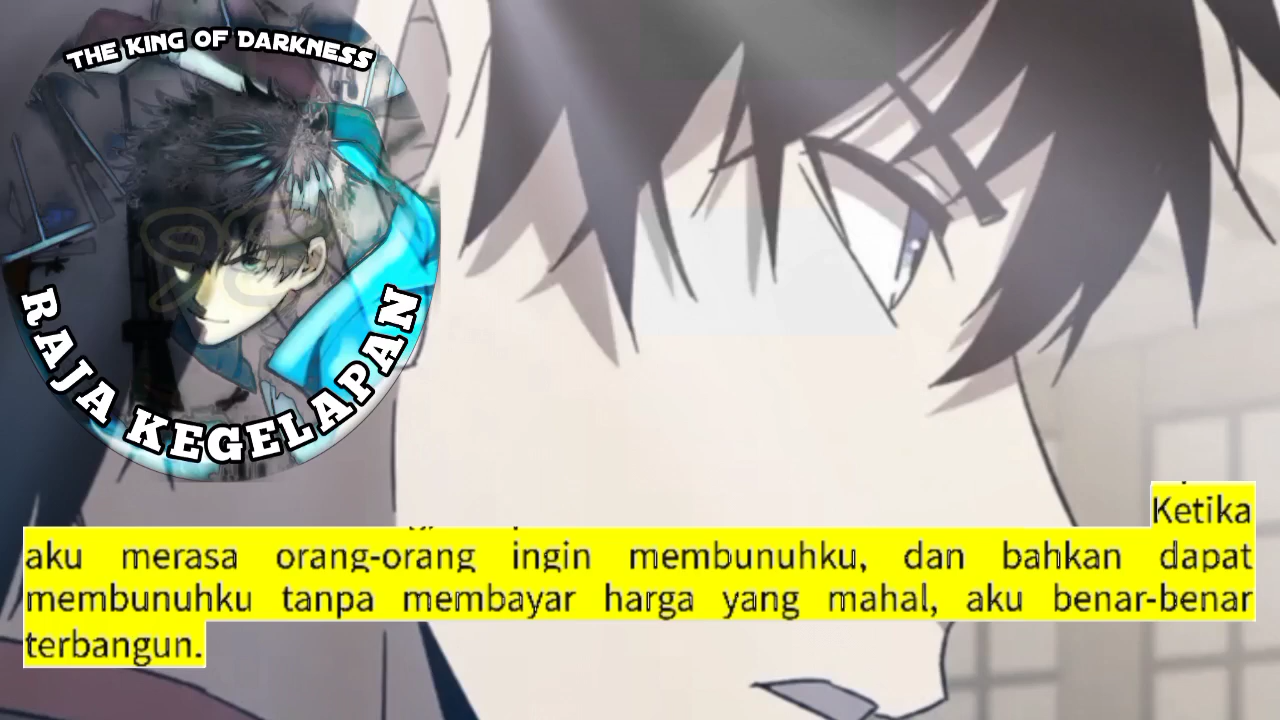 THE KING OF DARKNESS
RAJA KEGELAPAN
Ketika
aku merasa orang-orang ingin membunuhku, dan bahkan dapat
membunuhku tanpa membayar harga yang mahal, aku benar-benar
terbangun.